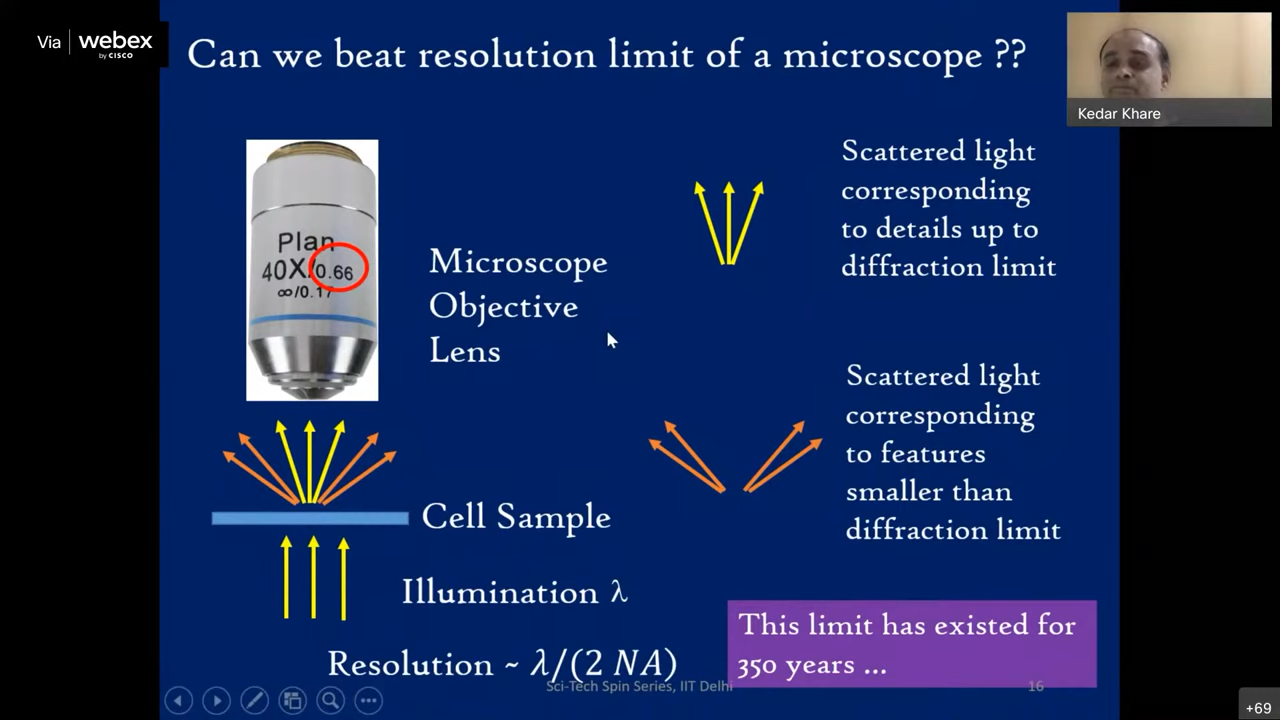 Via webex
by CISCO
Can we beat resolution limit of a microscope ??
Kedar Khare
Plan
40X/0.66
∞/0.17
Microscope
Objective
Lens
Scattered light
corresponding
to details up to
diffraction limit
Scattered light
corresponding
to features
smaller than
diffraction limit
Cell Sample
Illumination λ
Resolution ~ λ/(2 NA)
This limit has existed for
350 years ...
Sci-Tech Spin Series, IIT Delhi
16
+69